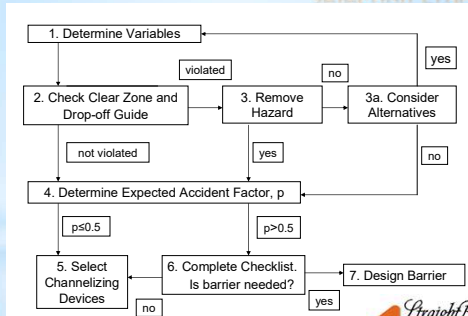 1. Determine Variables
yes
violated
no
2. Check Clear Zone and
Drop-off Guide
3. Remove
Hazard
3a. Consider
Alternatives
not violated
yes
no
4. Determine Expected Accident Factor, p
p≤0.5
p>0.5
5. Select
Channelizing
Devices
6. Complete Checklist.
Is barrier needed?
7. Design Barrier
no
yes